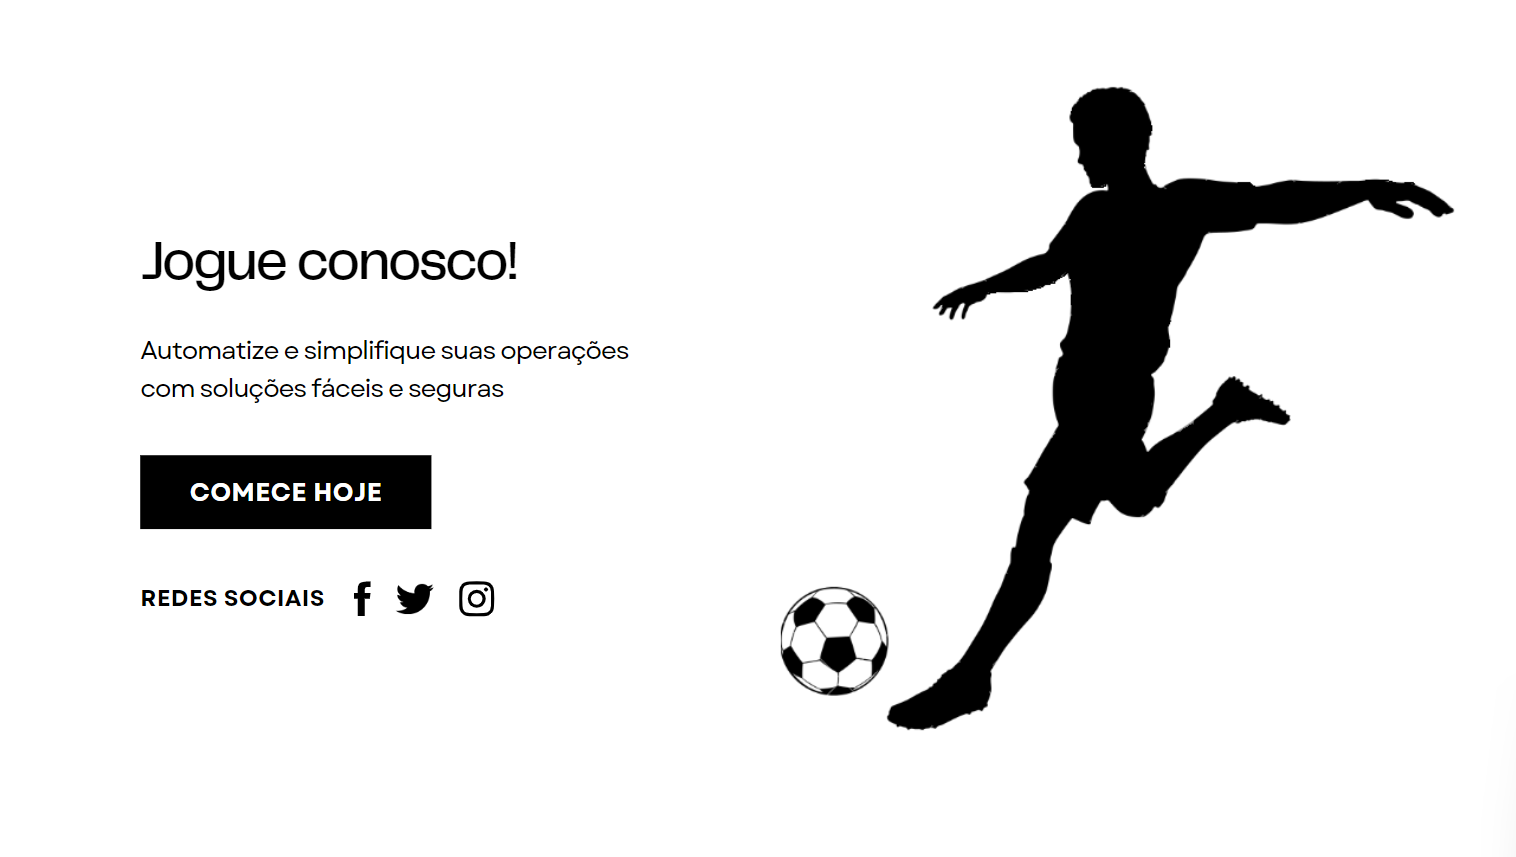 Jogue conosco!
Automatize e simplifique suas operações
com soluções fáceis e seguras
COMECE HOJE
REDES SOCIAIS